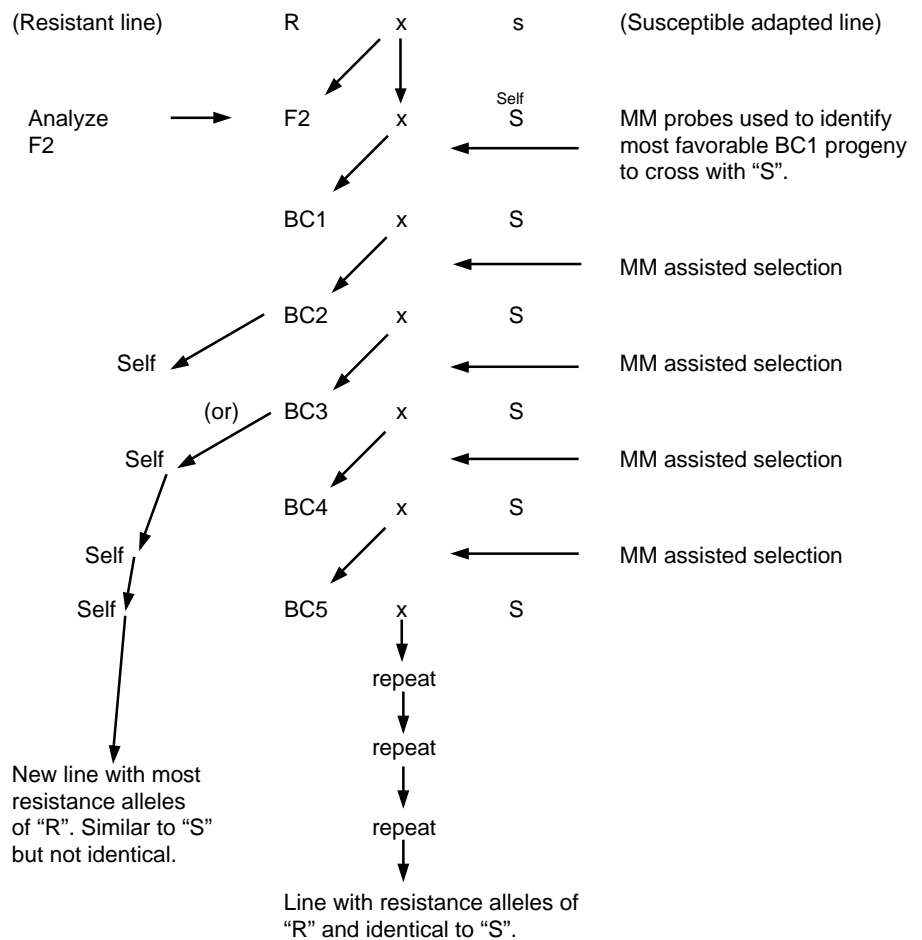 (Resistant line) R x s (Susceptible adapted line)
Self
Analyze F2 x S MM probes used to identify
F2 most favorable BC1 progeny
to cross with “S”.
BC1 x S
MM assisted selection
BC2 x S
Self MM assisted selection
(or) BC3 x S
Self MM assisted selection
BC4 x S
Self MM assisted selection
Self BC5 x S
repeat
repeat
New line with most
resistance alleles
of “R”. Similar to “S”
but not identical.
repeat
Line with resistance alleles of
“R” and identical to “S”.